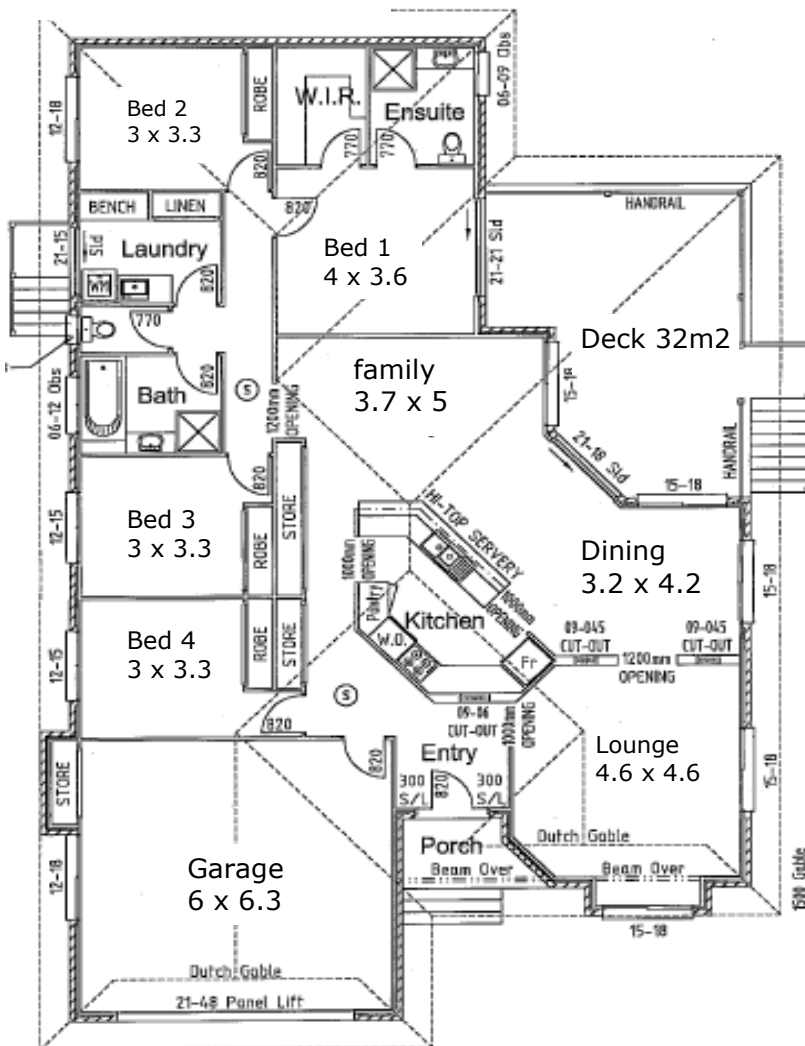 06-09 Obs
12-18
Bed 2
3 x 3.3
ROBE
W.I.R.
Ensuite
770
770
820
BENCH
LINEN
820
HANDRAIL
21-15
Sld
Laundry
WM
820
Bed 1
4 x 3.6
21-21 Sld
770
Deck 32m2
820
family
3.7 x 5
15-18
06-12 Obs
Bath
S
1200mm
OPENING
21-18 Sld
HANDRAIL
820
15-18
12-15
Bed 3
3 x 3.3
ROBE
STORE
HI-TOP SERVERY
1000mm
OPENING
Dining
3.2 x 4.2
15-18
Pantry
Kitchen
1000mm
OPENING
W.O.
Fr
09-045
CUT-OUT
09-045
CUT-OUT
1200mm
OPENING
12-15
Bed 4
3 x 3.3
ROBE
STORE
S
09-06
CUT-OUT
1000mm
OPENING
820
820
Entry
Lounge
4.6 x 4.6
15-18
STORE
300
S/L
820
300
S/L
Porch
Beam Over
Dutch Gable
Beam Over
12-18
Garage
6 x 6.3
15-18
1500 Gable
Dutch Gable
21-48 Panel Lift